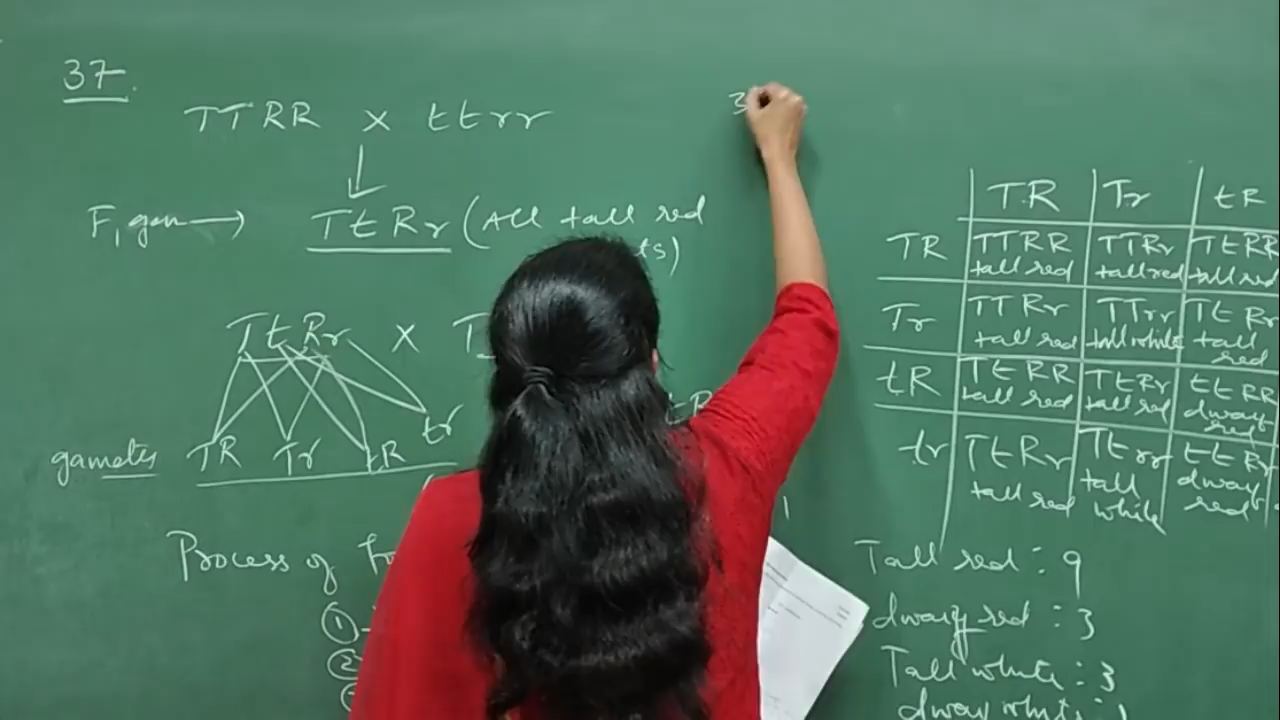 37.
TTRR x ttrr
3
F1 gen → TtRr (All tall red
ts)
TtRr x T
gametes TR Tr tR tr
tR
Process of
①
②
TR Tr tR
TR TTRR TTRr TtRR
tall red tall red tall red
Tr TTRr TTrr TtRr
tall red tall white tall red
tR TtRR TtRr ttRR
tall red tall red dwarf red
tr TtRr Ttrr ttRr
tall red tall white dwarf red
Tall red : 9
dwarf red : 3
Tall white : 3
dwarf white : 1